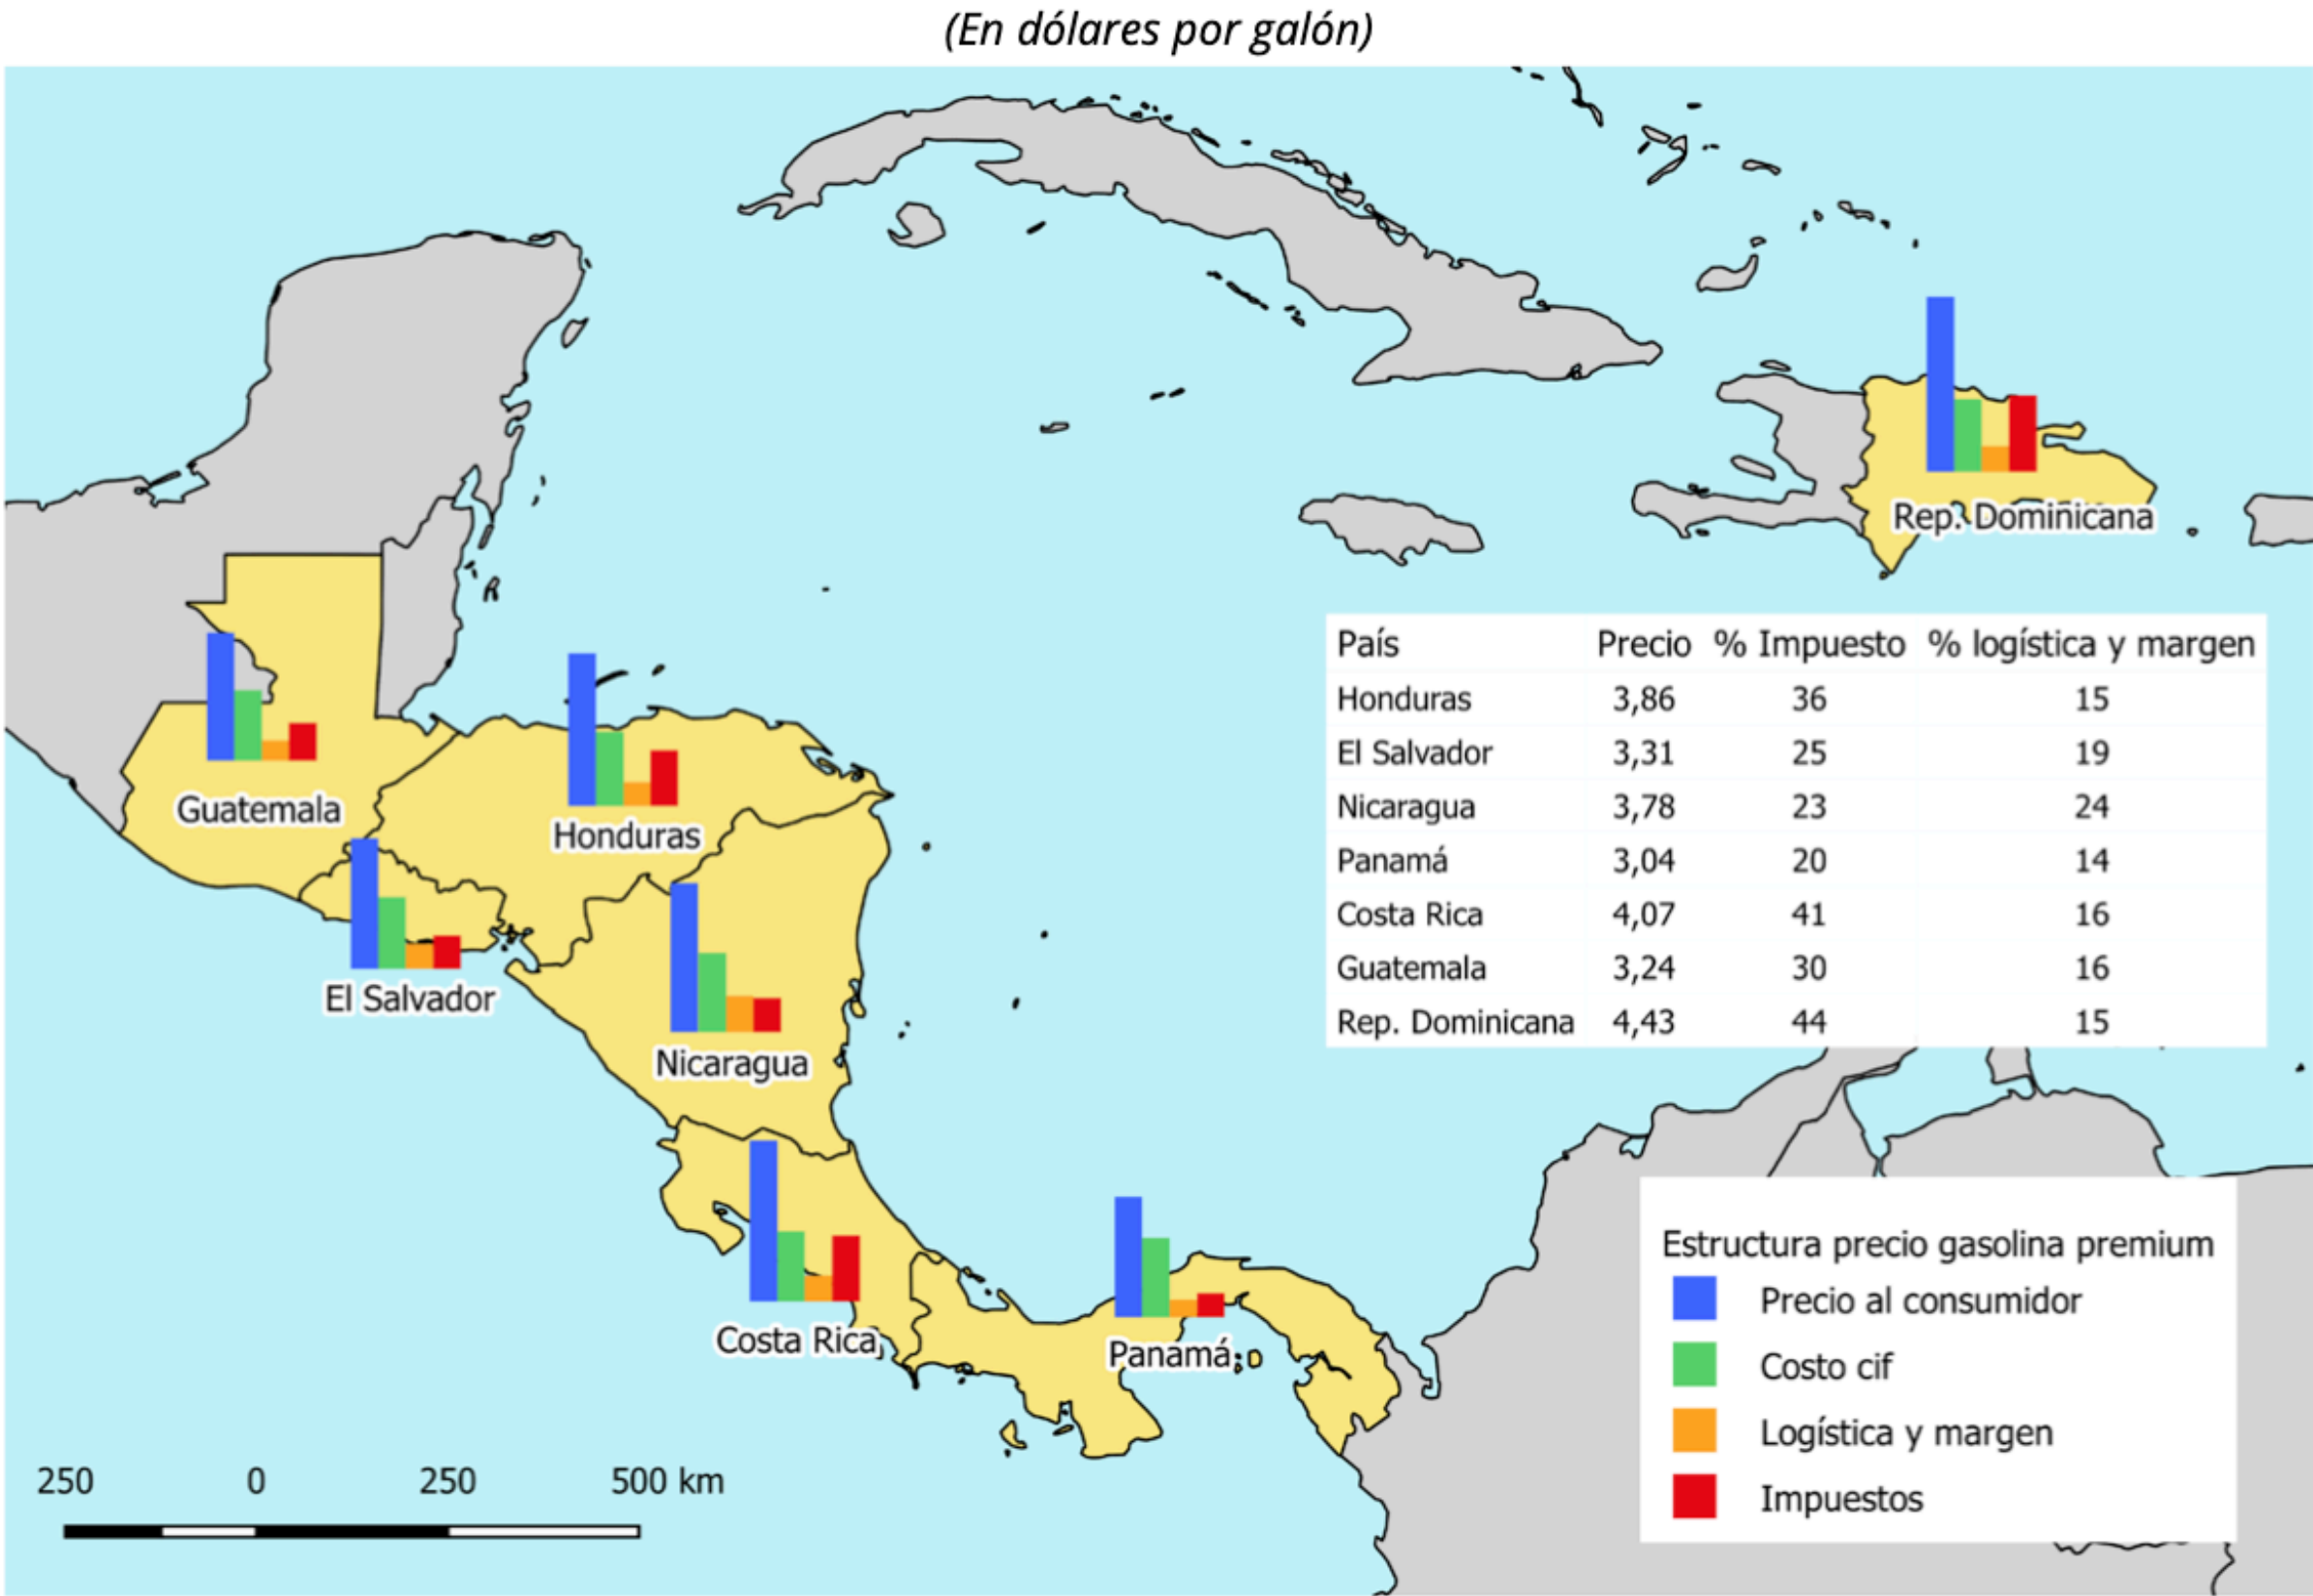 (En dólares por galón)
Rep. Dominicana
País Precio % Impuesto % logística y margen
Honduras 3,86 36 15
El Salvador 3,31 25 19
Nicaragua 3,78 23 24
Panamá 3,04 20 14
Costa Rica 4,07 41 16
Guatemala 3,24 30 16
Rep. Dominicana 4,43 44 15
Guatemala
Honduras
El Salvador
Nicaragua
Costa Rica
Panamá
Estructura precio gasolina premium
Precio al consumidor
Costo cif
Logística y margen
Impuestos
250 0 250 500 km